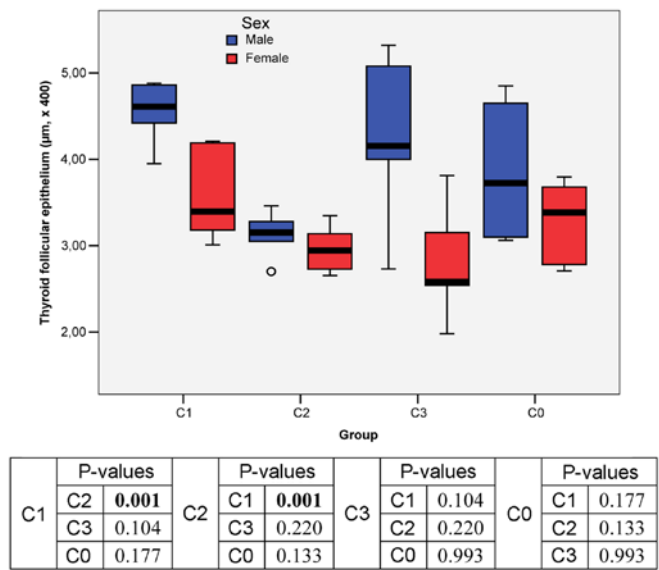 Sex
Male
Female
Thyroid follicular epithelium (µm, x 400)
5,00
4,00
3,00
2,00
C1 C2 C3 C0
Group
P-values P-values P-values P-values
C1 C2 0.001 C2 C1 0.001 C3 C1 0.104 C0 C1 0.177
C3 0.104 C3 0.220 C2 0.220 C2 0.133
C0 0.177 C0 0.133 C0 0.993 C3 0.993